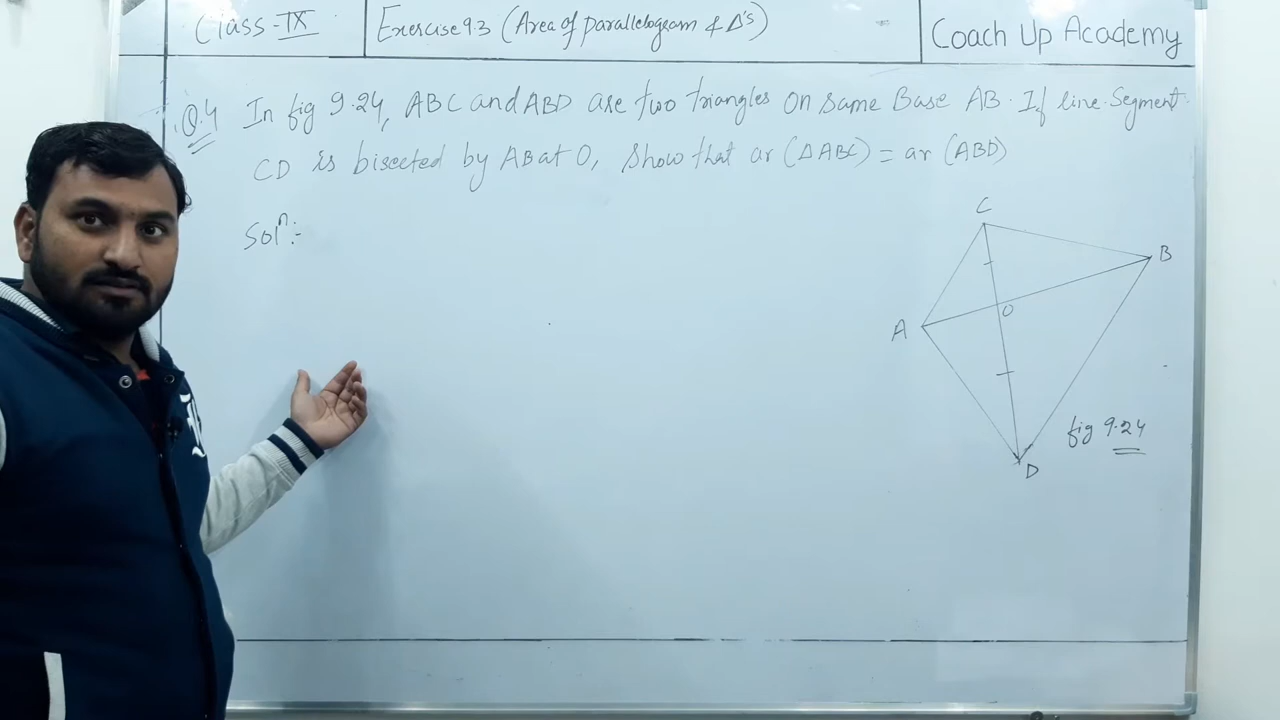 Class-IX
Exercise 9.3 (Area of parallelogram & Δ's)
Coach Up Academy
Q.4 In fig 9.24, ABC and ABD are two triangles on same Base AB. If line-Segment
CD is bisected by AB at O, Show that ar (ΔABC) = ar (ABD)
Solⁿ:-
C
B
O
A
fig 9.24
D